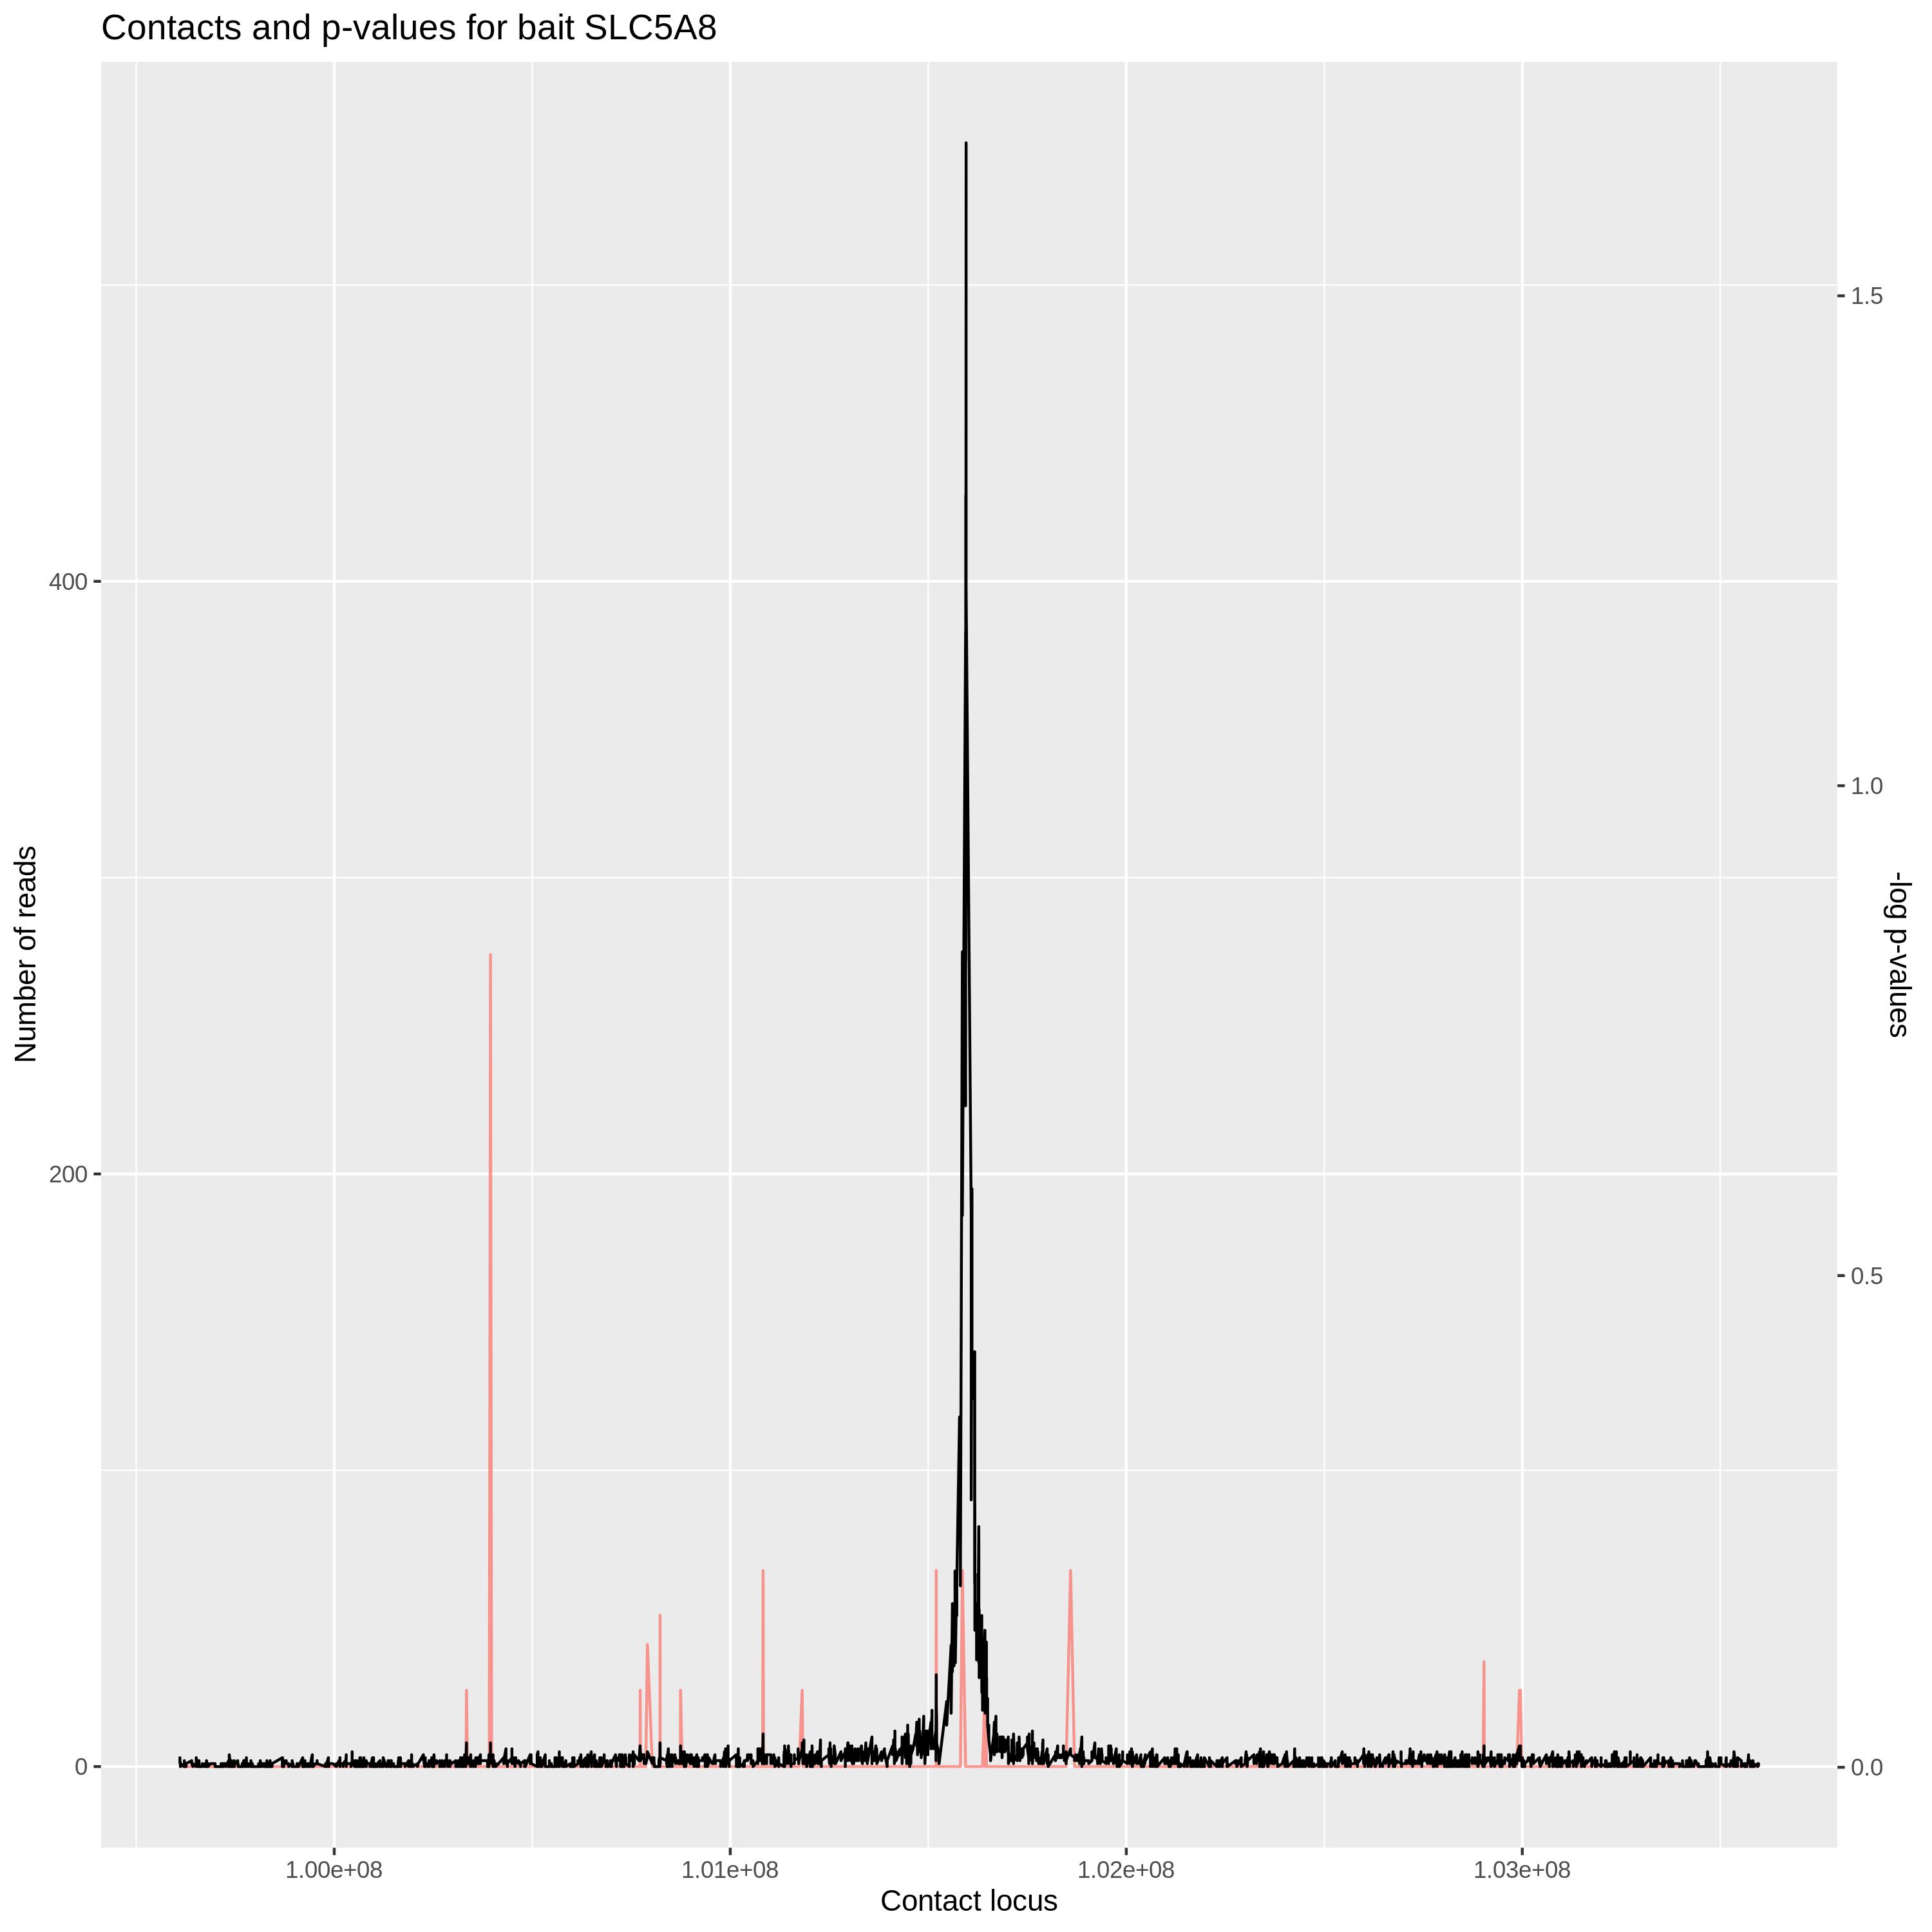 Contacts and p-values for bait SLC5A8
Number of reads
400
200
0
1.5
1.0
0.5
0.0
-log p-values
1.00e+08 1.01e+08 1.02e+08 1.03e+08
Contact locus